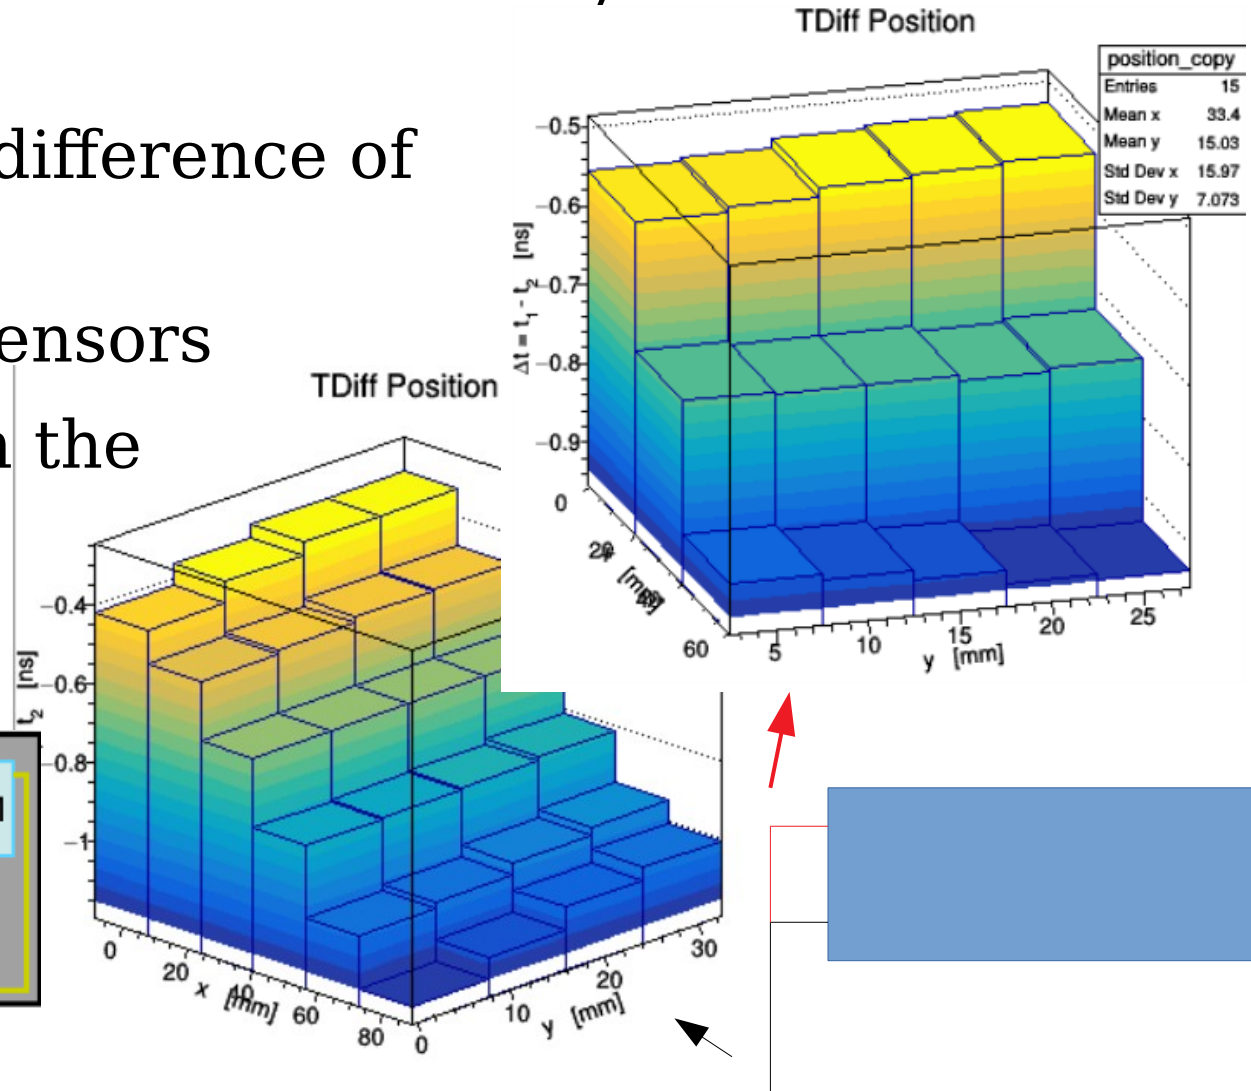 TDiff Position
position_copy
Entries 15
Mean x 33.4
Mean y 15.03
Std Dev x 15.97
Std Dev y 7.073
difference of
ensors
the
−0.5
−0.6
−0.7
−0.8
−0.9
Δt = t1 - t2 [ns]
0
60
[mm]
5
10
15
20
25
y [mm]
TDiff Position
−0.4
−0.6
−0.8
−1
t2 [ns]
0
20
40
60
80
x [mm]
0
10
20
30
y [mm]